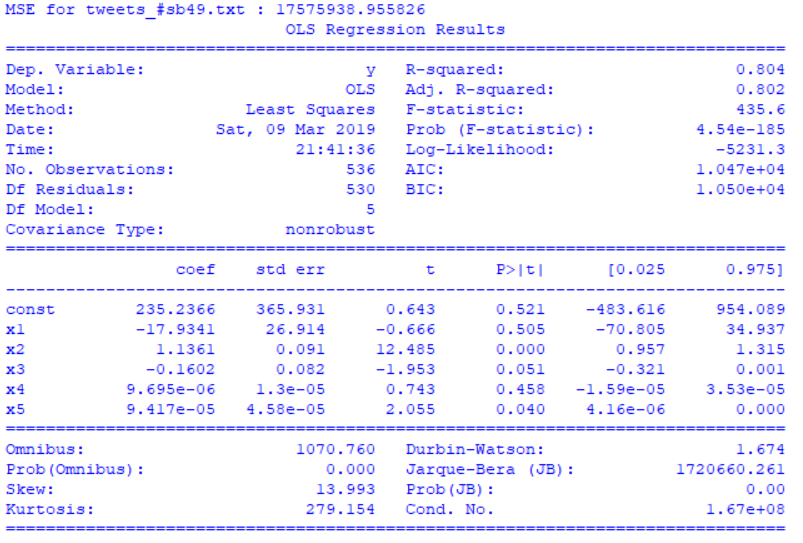 MSE for tweets_#sb49.txt : 17575938.955826
OLS Regression Results
==============================================================================
Dep. Variable: y R-squared: 0.804
Model: OLS Adj. R-squared: 0.802
Method: Least Squares F-statistic: 435.6
Date: Sat, 09 Mar 2019 Prob (F-statistic): 4.54e-185
Time: 21:41:36 Log-Likelihood: -5231.3
No. Observations: 536 AIC: 1.047e+04
Df Residuals: 530 BIC: 1.050e+04
Df Model: 5
Covariance Type: nonrobust
==============================================================================
coef std err t P>|t| [0.025 0.975]
------------------------------------------------------------------------------
const 235.2366 365.931 0.643 0.521 -483.616 954.089
x1 -17.9341 26.914 -0.666 0.505 -70.805 34.937
x2 1.1361 0.091 12.485 0.000 0.957 1.315
x3 -0.1602 0.082 -1.953 0.051 -0.321 0.001
x4 9.695e-06 1.3e-05 0.743 0.458 -1.59e-05 3.53e-05
x5 9.417e-05 4.58e-05 2.055 0.040 4.16e-06 0.000
==============================================================================
Omnibus: 1070.760 Durbin-Watson: 1.674
Prob(Omnibus): 0.000 Jarque-Bera (JB): 1720660.261
Skew: 13.993 Prob(JB): 0.00
Kurtosis: 279.154 Cond. No. 1.67e+08
==============================================================================